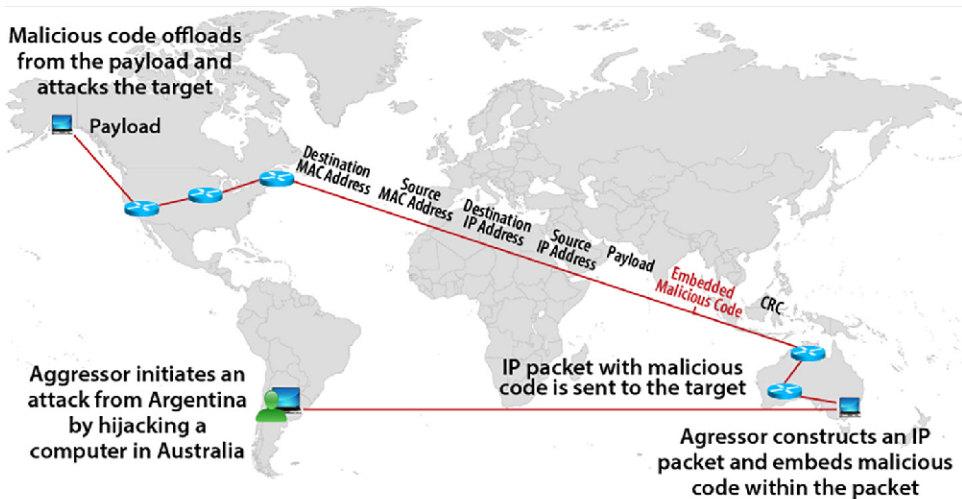 Malicious code offloads
from the payload and
attacks the target
Payload
Destination
MAC Address
Source
MAC Address
Destination
IP Address
Source
IP Address
Payload
Embedded
Malicious Code
CRC
Aggressor initiates an
attack from Argentina
by hijacking a
computer in Australia
IP packet with malicious
code is sent to the target
Agressor constructs an IP
packet and embeds malicious
code within the packet